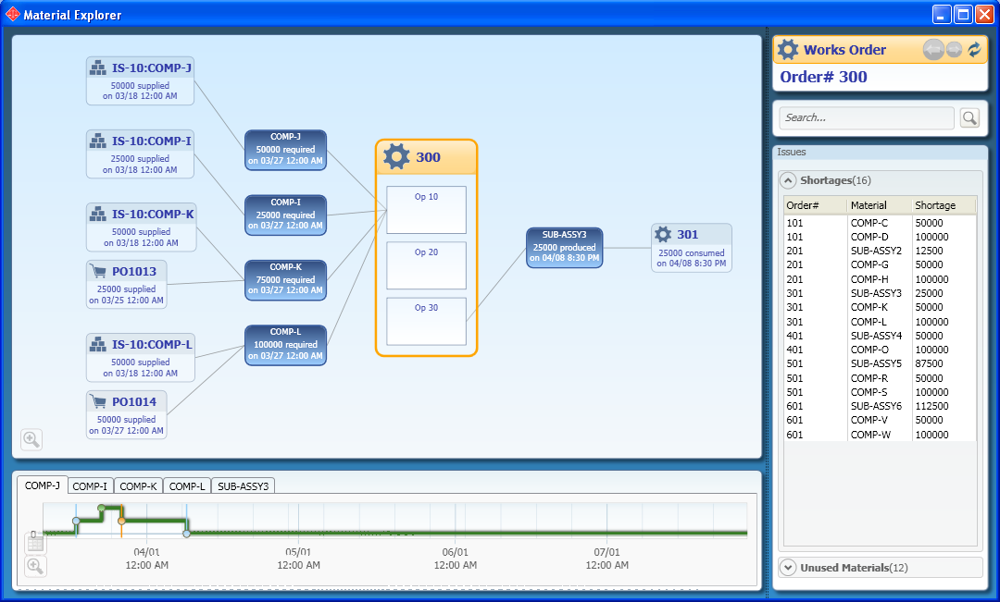 Material Explorer
IS-10:COMP-J
50000 supplied
on 03/18 12:00 AM
IS-10:COMP-I
25000 supplied
on 03/18 12:00 AM
IS-10:COMP-K
50000 supplied
on 03/18 12:00 AM
PO1013
25000 supplied
on 03/25 12:00 AM
IS-10:COMP-L
50000 supplied
on 03/18 12:00 AM
PO1014
50000 supplied
on 03/27 12:00 AM
COMP-J
50000 required
on 03/27 12:00 AM
COMP-I
25000 required
on 03/27 12:00 AM
COMP-K
75000 required
on 03/27 12:00 AM
COMP-L
100000 required
on 03/27 12:00 AM
300
Op 10
Op 20
Op 30
SUB-ASSY3
25000 produced
on 04/08 8:30 PM
301
25000 consumed
on 04/08 8:30 PM
COMP-J COMP-I COMP-K COMP-L SUB-ASSY3
0
04/01 05/01 06/01 07/01
12:00 AM 12:00 AM 12:00 AM 12:00 AM
Works Order
Order# 300
Search...
Issues
Shortages(16)
Order# Material Shortage
101 COMP-C 50000
101 COMP-D 100000
201 SUB-ASSY2 12500
201 COMP-G 50000
201 COMP-H 100000
301 SUB-ASSY3 25000
301 COMP-K 50000
301 COMP-L 100000
401 SUB-ASSY4 50000
401 COMP-O 100000
501 SUB-ASSY5 87500
501 COMP-R 50000
501 COMP-S 100000
601 SUB-ASSY6 112500
601 COMP-V 50000
601 COMP-W 100000
Unused Materials(12)